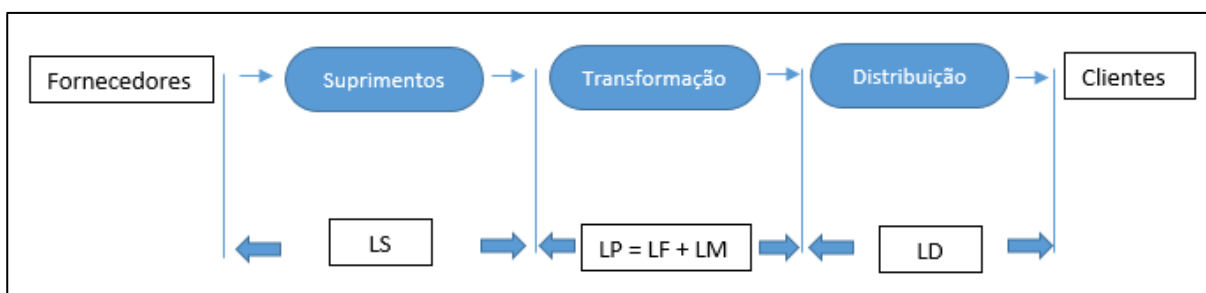 Fornecedores
Suprimentos
Transformação
Distribuição
Clientes
LS
LP = LF + LM
LD